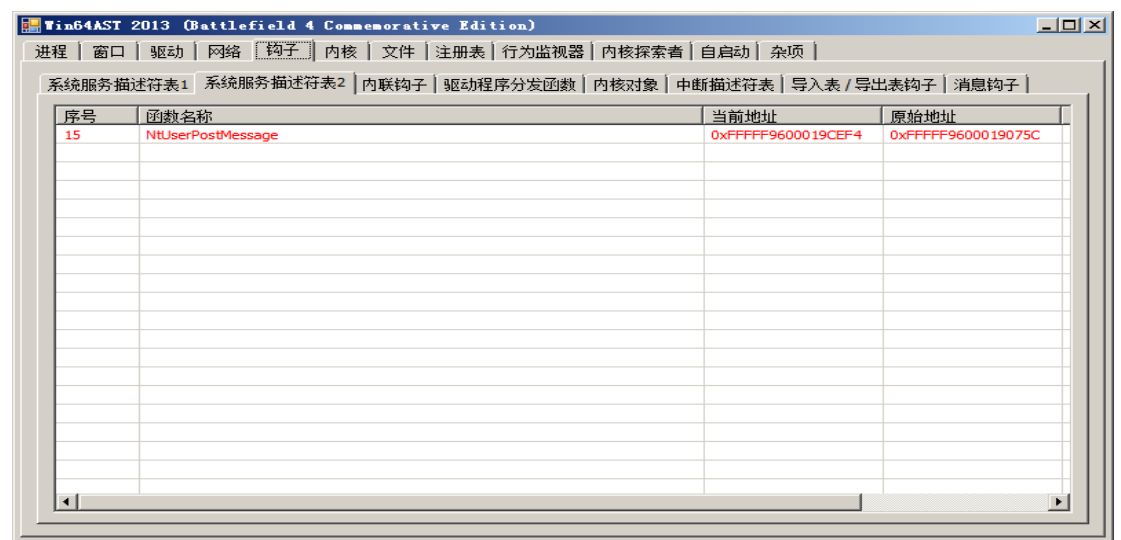 Win64AST 2013 (Battlefield 4 Commemorative Edition)
进程 窗口 驱动 网络 钩子 内核 文件 注册表 行为监视器 内核探索者 自启动 杂项
系统服务描述符表1 系统服务描述符表2 内联钩子 驱动程序分发函数 内核对象 中断描述符表 导入表 / 导出表钩子 消息钩子
序号 函数名称 当前地址 原始地址
15 NtUserPostMessage 0xFFFFF9600019CEF4 0xFFFFF9600019075C